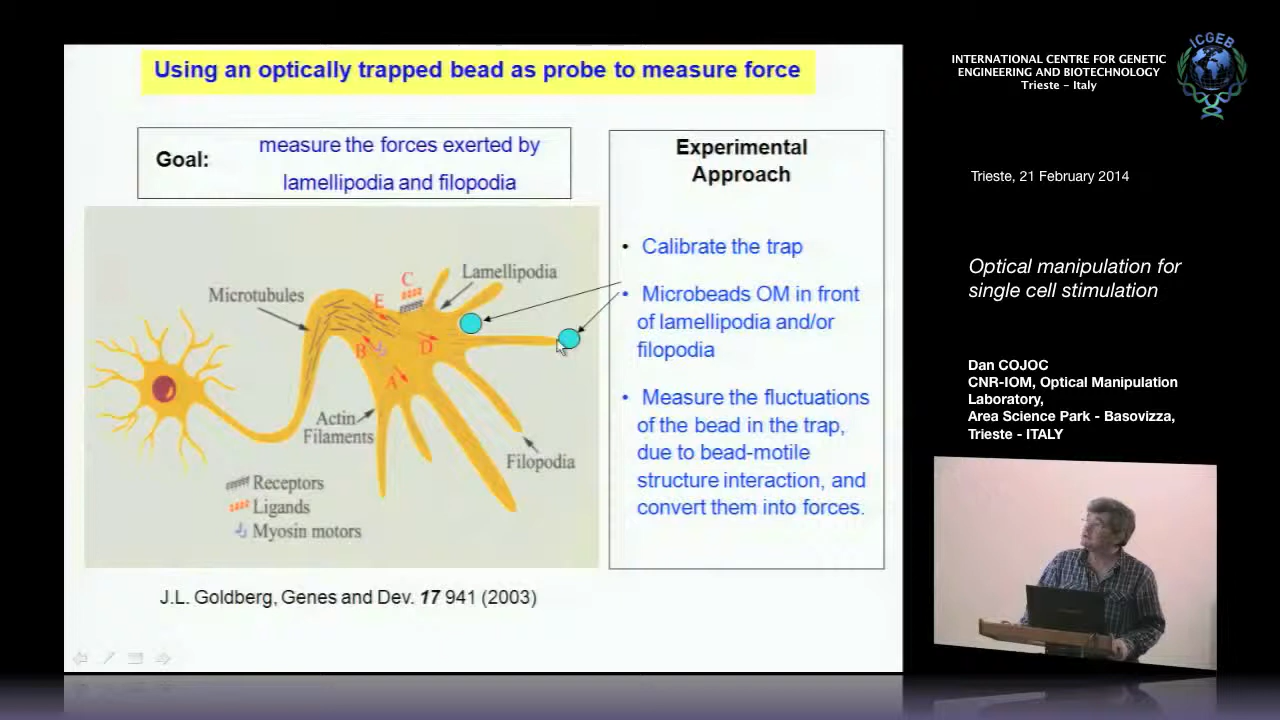 Using an optically trapped bead as probe to measure force
Goal:
measure the forces exerted by
lamellipodia and filopodia
Microtubules
E
C
Lamellipodia
B
D
A
Actin
Filaments
Filopodia
Receptors
Ligands
Myosin motors
J.L. Goldberg, Genes and Dev. 17 941 (2003)
Experimental
Approach
• Calibrate the trap
• Microbeads OM in front
of lamellipodia and/or
filopodia
• Measure the fluctuations
of the bead in the trap,
due to bead-motile
structure interaction, and
convert them into forces.
INTERNATIONAL CENTRE FOR GENETIC
ENGINEERING AND BIOTECHNOLOGY
Trieste - Italy
ICGEB
Trieste, 21 February 2014
Optical manipulation for
single cell stimulation
Dan COJOC
CNR-IOM, Optical Manipulation
Laboratory,
Area Science Park - Basovizza,
Trieste - ITALY